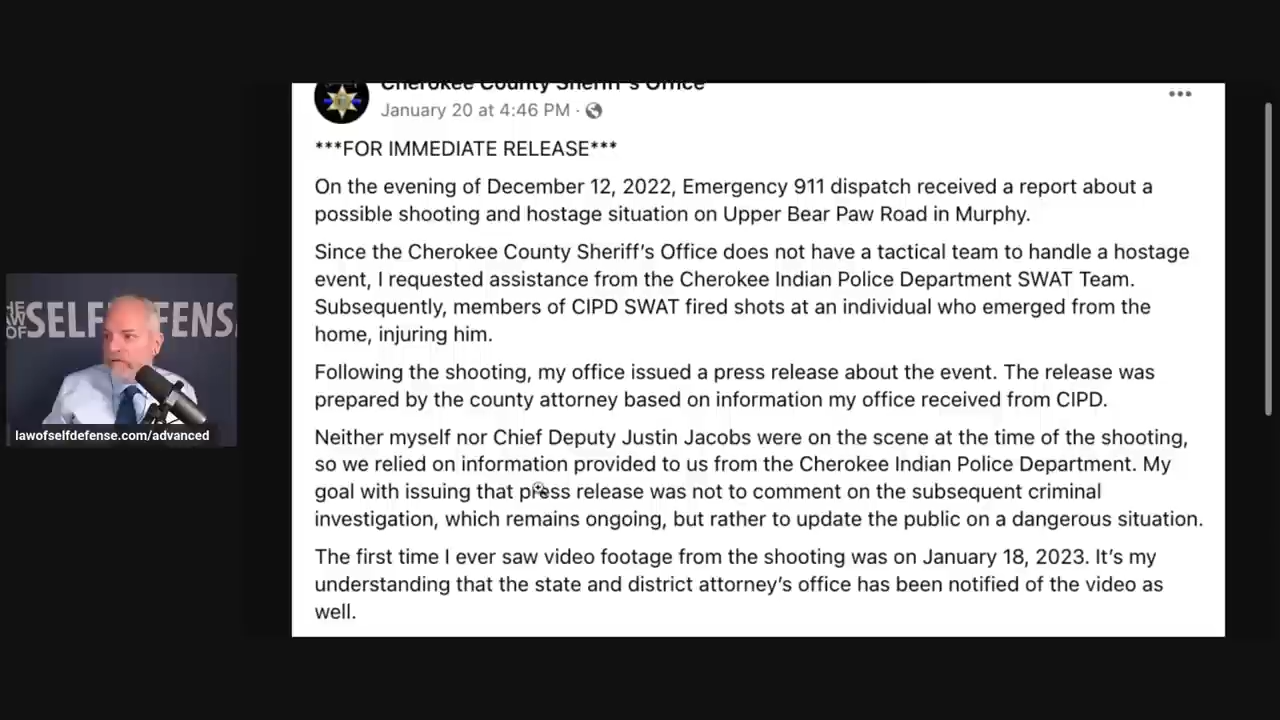 Cherokee County Sheriff's Office
January 20 at 4:46 PM ·
***FOR IMMEDIATE RELEASE***
On the evening of December 12, 2022, Emergency 911 dispatch received a report about a
possible shooting and hostage situation on Upper Bear Paw Road in Murphy.
Since the Cherokee County Sheriff's Office does not have a tactical team to handle a hostage
event, I requested assistance from the Cherokee Indian Police Department SWAT Team.
Subsequently, members of CIPD SWAT fired shots at an individual who emerged from the
home, injuring him.
Following the shooting, my office issued a press release about the event. The release was
prepared by the county attorney based on information my office received from CIPD.
Neither myself nor Chief Deputy Justin Jacobs were on the scene at the time of the shooting,
so we relied on information provided to us from the Cherokee Indian Police Department. My
goal with issuing that press release was not to comment on the subsequent criminal
investigation, which remains ongoing, but rather to update the public on a dangerous situation.
The first time I ever saw video footage from the shooting was on January 18, 2023. It's my
understanding that the state and district attorney's office has been notified of the video as
well.
OF SELF DEFENS
lawofselfdefense.com/advanced